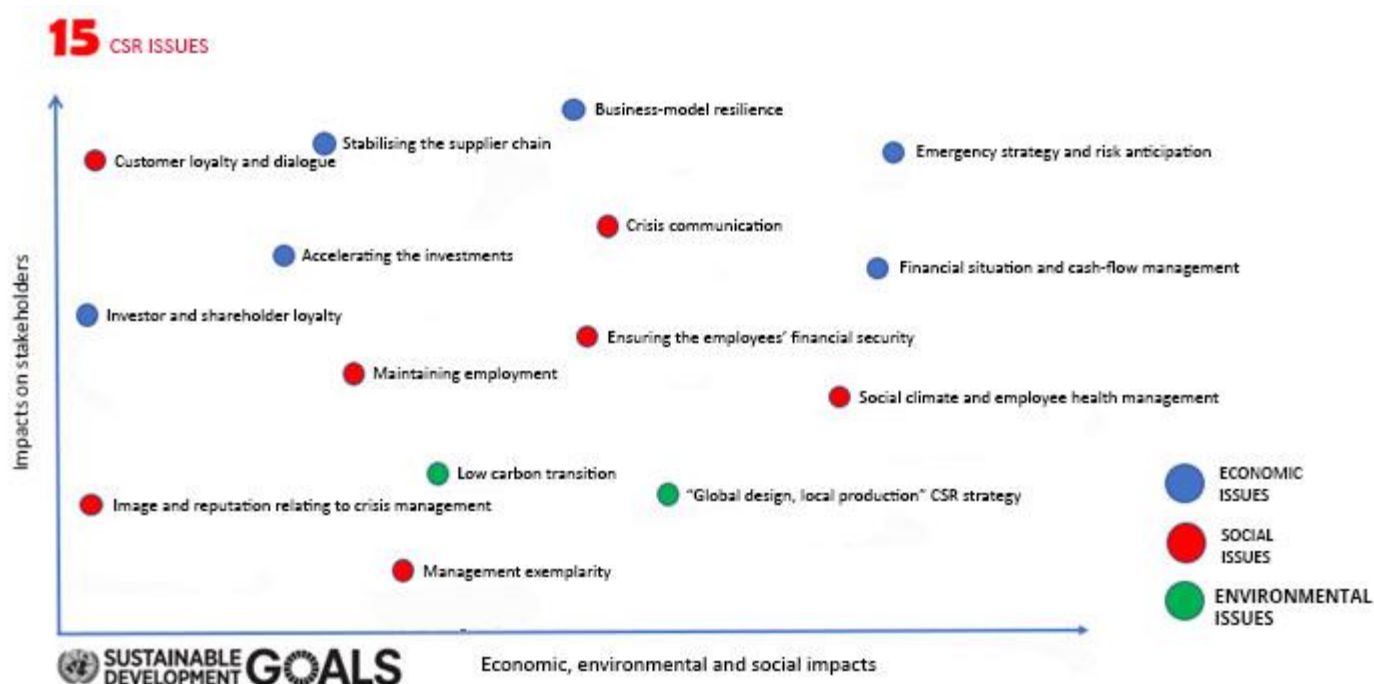 15 CSR ISSUES
Business-model resilience
Stabilising the supplier chain
Emergency strategy and risk anticipation
Customer loyalty and dialogue
Crisis communication
Accelerating the investments
Financial situation and cash-flow management
Investor and shareholder loyalty
Ensuring the employees' financial security
Maintaining employment
Social climate and employee health management
Impacts on stakeholders
Low carbon transition
"Global design, local production" CSR strategy
Image and reputation relating to crisis management
Management exemplarity
ECONOMIC
ISSUES
SOCIAL
ISSUES
ENVIRONMENTAL
ISSUES
SUSTAINABLE
DEVELOPMENT
GOALS
Economic, environmental and social impacts